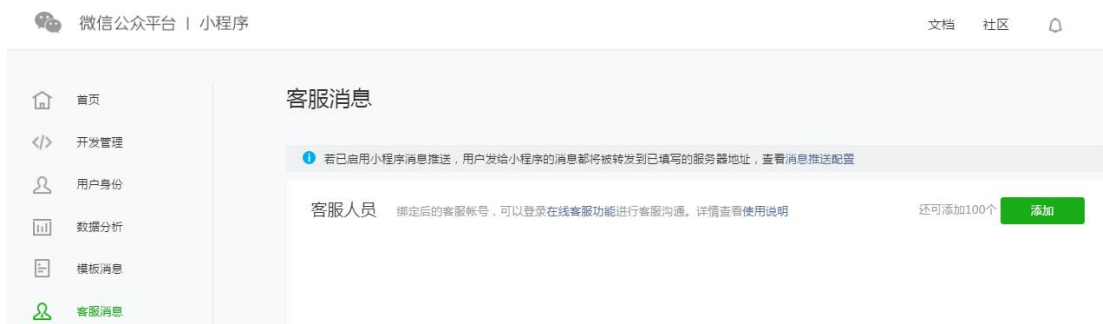 微信公众平台 | 小程序
文档 社区
首页
开发管理
用户身份
数据分析
模板消息
客服消息
客服消息
若已启用小程序消息推送，用户发给小程序的消息都将被转发到已填写的服务器地址，查看消息推送配置
客服人员 绑定后的客服帐号，可以登录在线客服功能进行客服沟通。详情查看使用说明 还可添加100个 添加